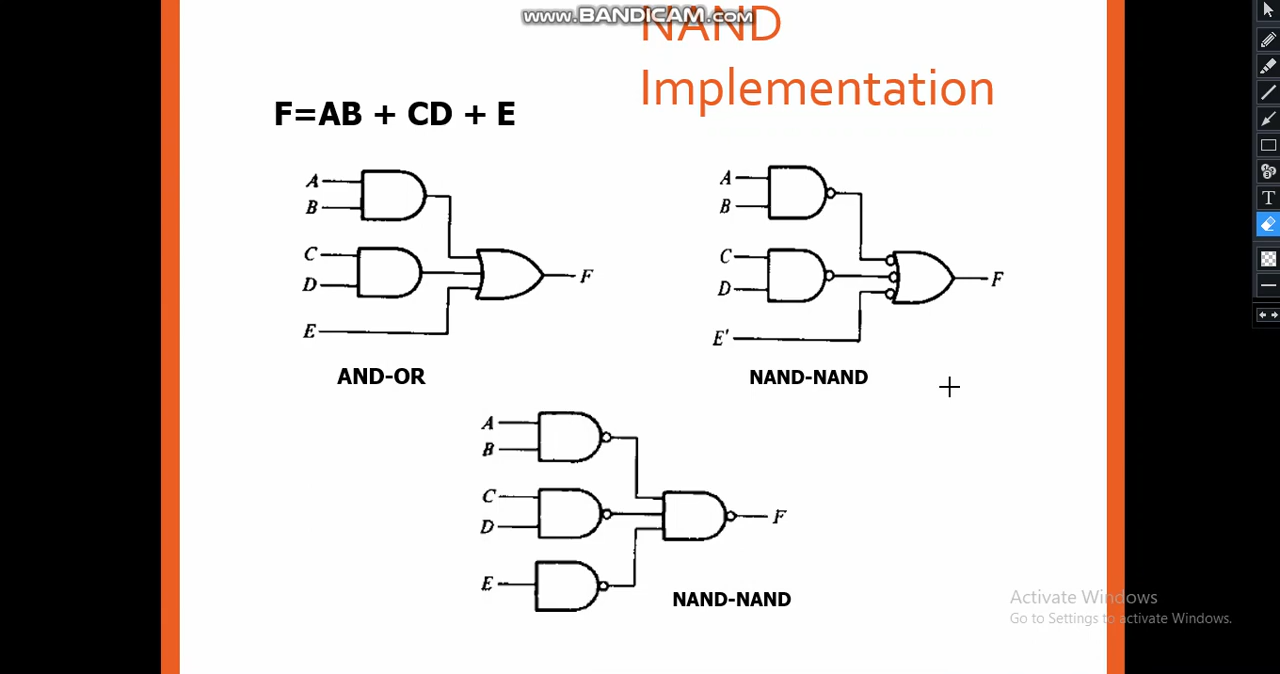 www.BANDICAM.com
NAND
Implementation
F=AB + CD + E
A
B
C
D
E
F
AND-OR
A
B
C
D
E'
F
NAND-NAND
A
B
C
D
E
F
NAND-NAND
Activate Windows
Go to Settings to activate Windows.
T